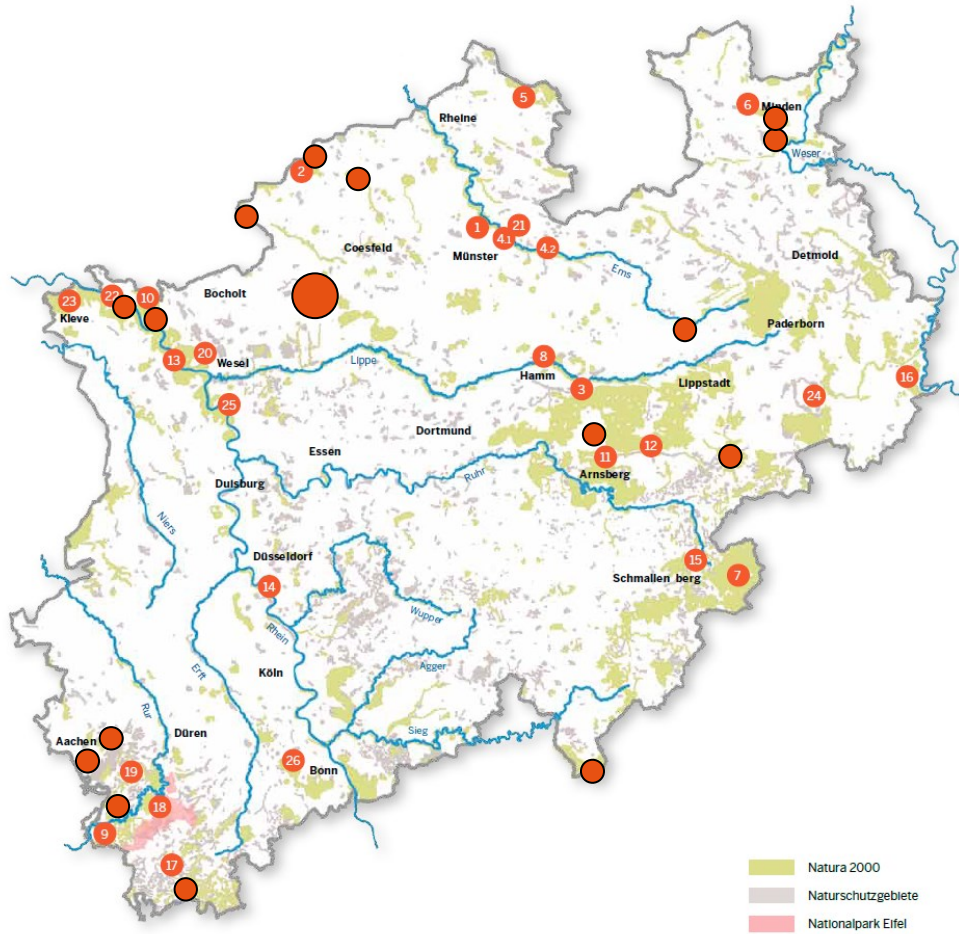 5
Rheine
6
Minden
Weser
2
1
21
4.1
4.2
Coesfeld
Münster
Ems
Detmold
23
22
10
Kleve
Bocholt
Paderborn
13
20
Wesel
Lippe
8
Hamm
3
Lippstadt
24
16
25
Dortmund
Essen
11
12
Arnsberg
Ruhr
Duisburg
Niers
Düsseldorf
14
15
Schmallen berg
7
Rhein
Wupper
Erft
Köln
Agger
Rur
Sieg
Aachen
Düren
19
26
Bonn
18
9
17
Natura 2000
Naturschutzgebiete
Nationalpark Eifel